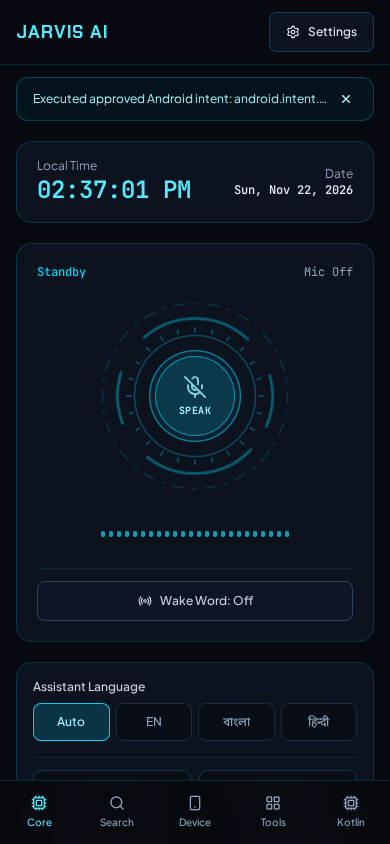 JARVIS AI
Settings
Executed approved Android intent: android.intent....
Local Time
Date
02:37:01 PM
Sun, Nov 22, 2026
Standby
Mic Off
SPEAK
Wake Word: Off
Assistant Language
Auto
EN
বাংলা
हिन्दी
Core
Search
Device
Tools
Kotlin